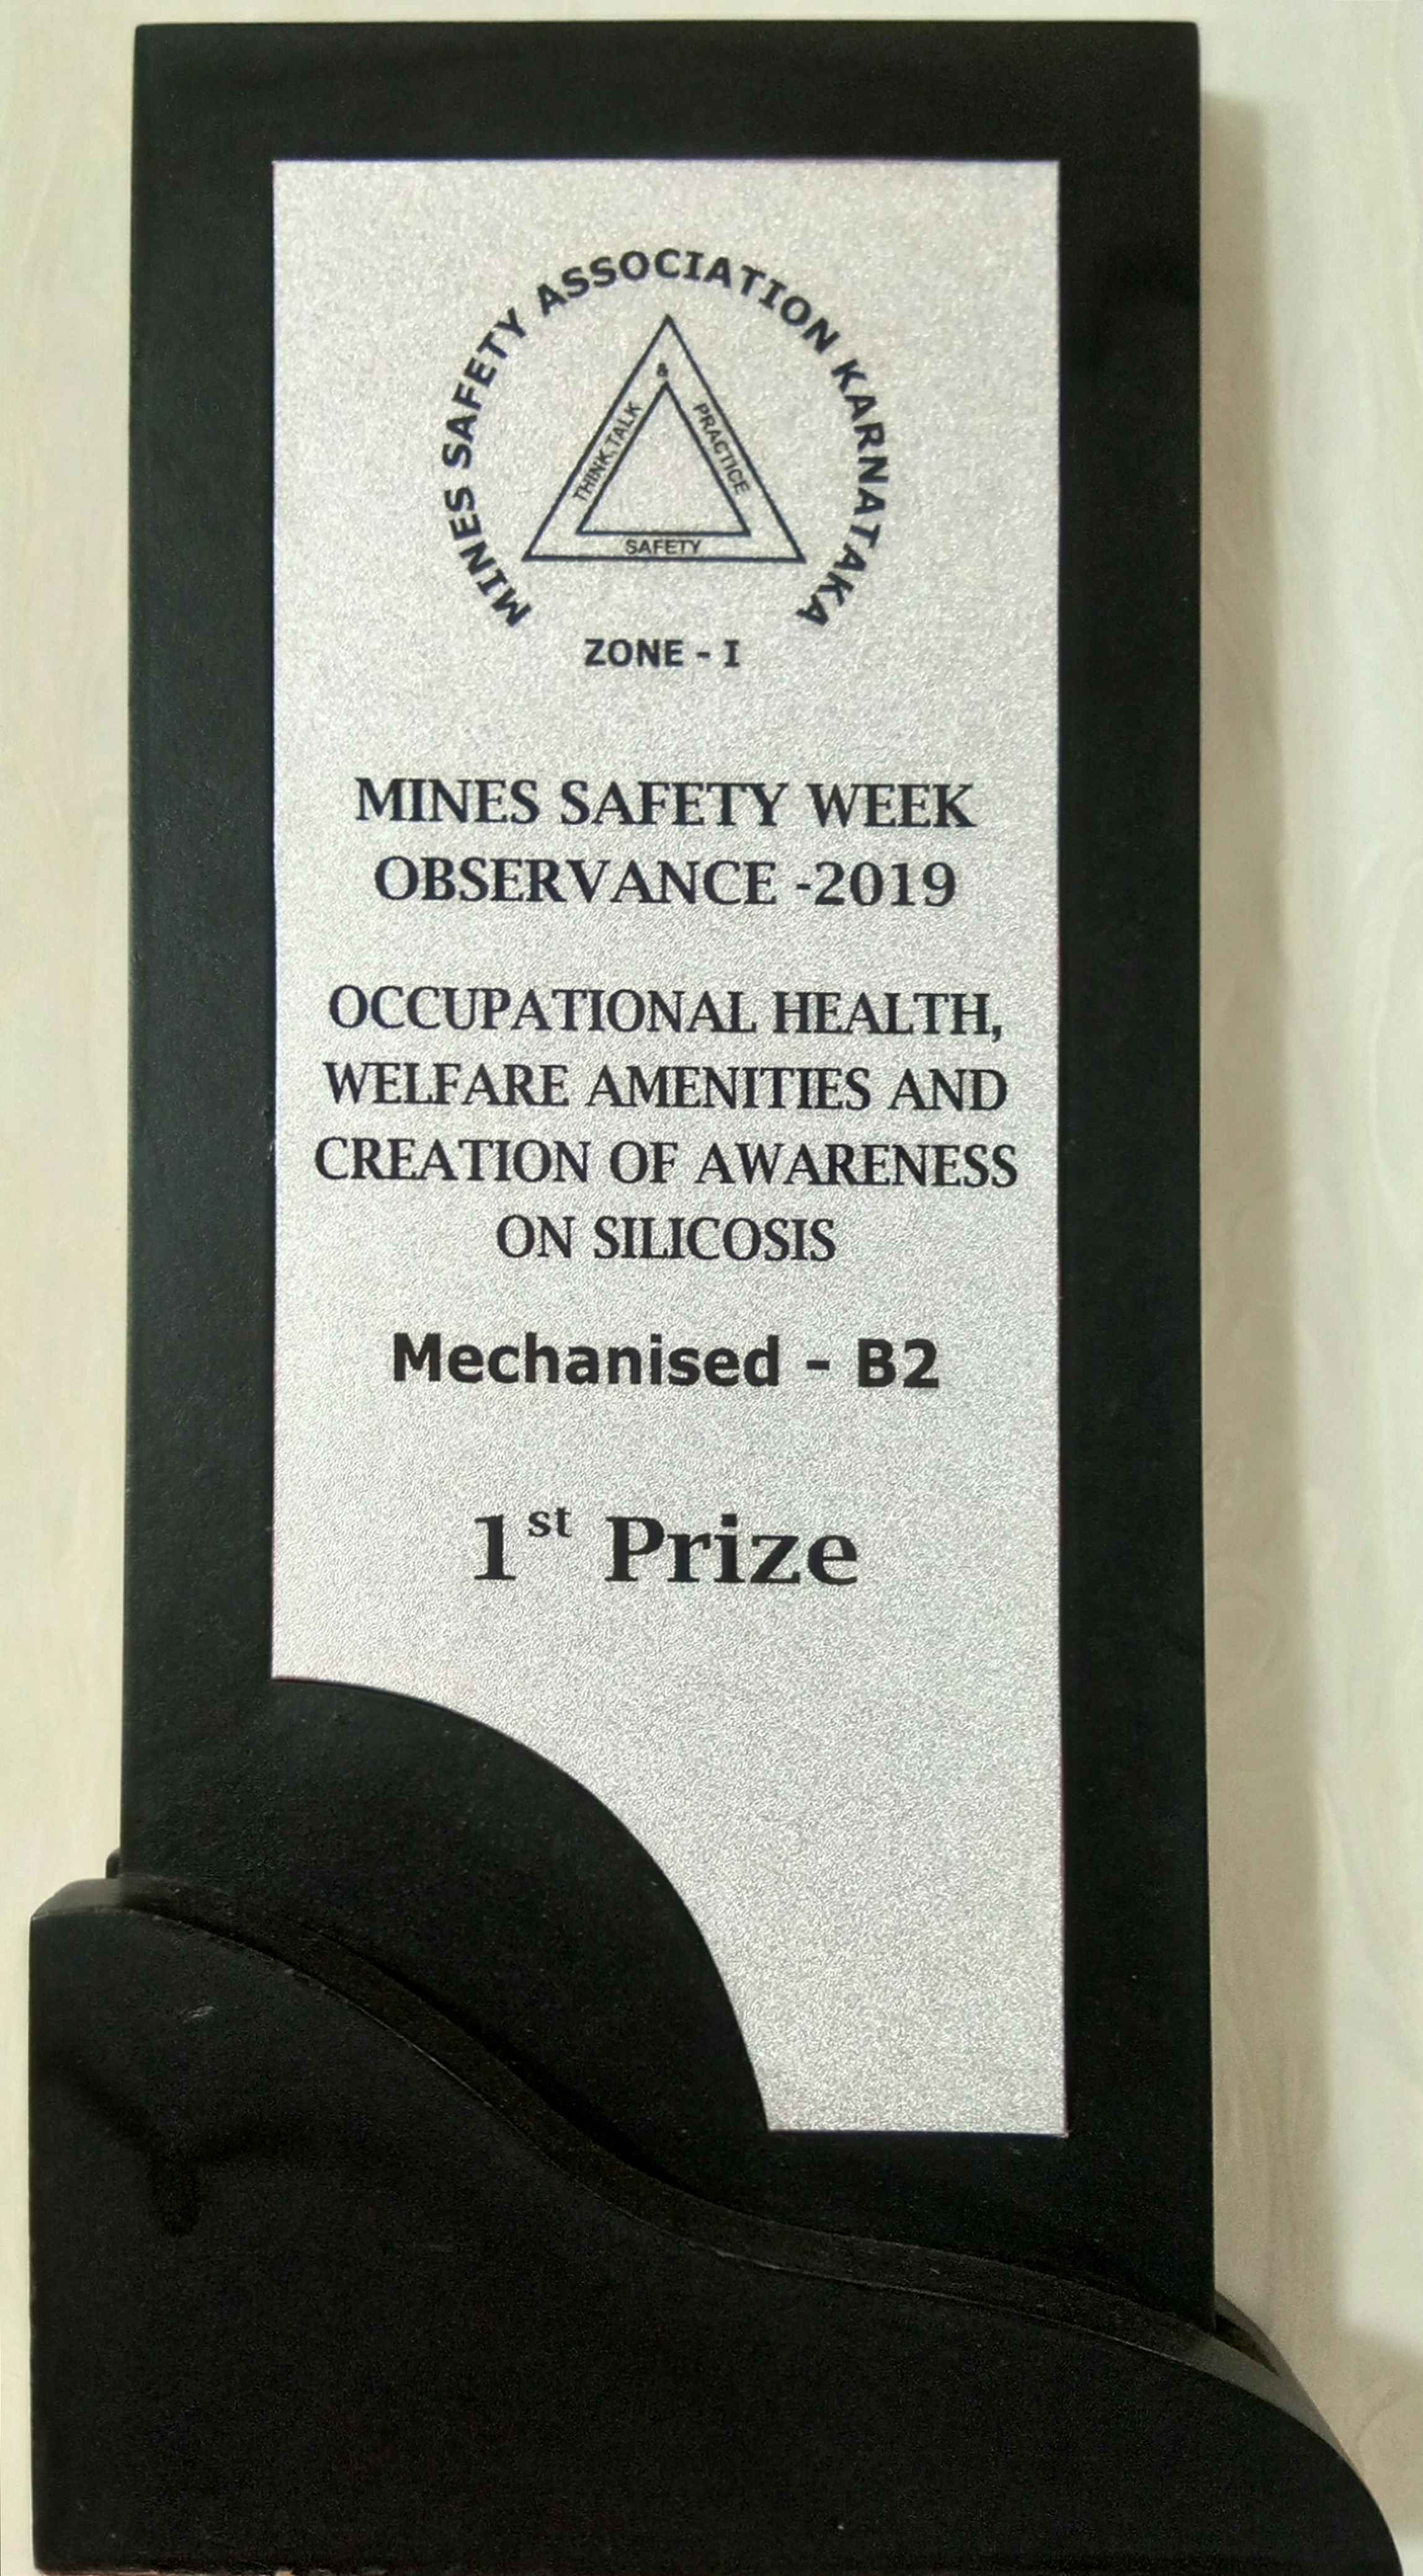 MINES SAFETY ASSOCIATION KARNATAKA
THINK, TALK
&
PRACTICE
SAFETY
ZONE - I
MINES SAFETY WEEK
OBSERVANCE -2019
OCCUPATIONAL HEALTH,
WELFARE AMENITIES AND
CREATION OF AWARENESS
ON SILICOSIS
Mechanised - B2
1st Prize